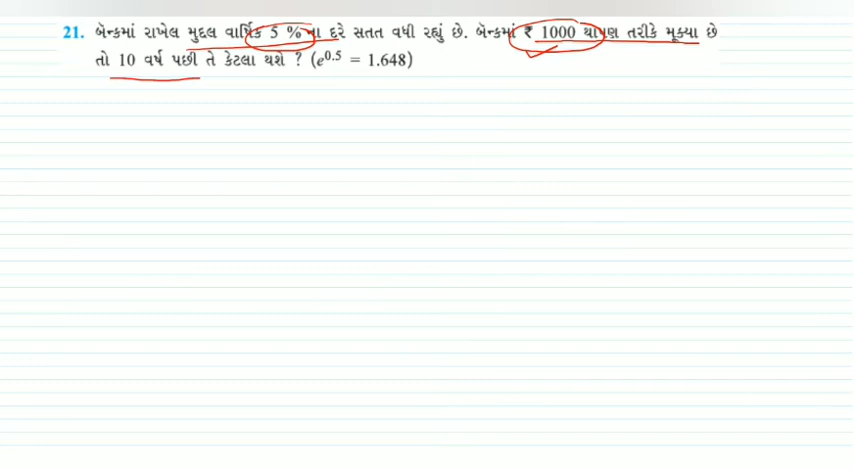 21. બૅન્કમાં રાખેલ મુદ્દલ વાર્ષિક 5 % ના દરે સતત વધી રહ્યું છે. બૅન્કમાં ₹ 1000 થાપણ તરીકે મૂક્યા છે
તો 10 વર્ષ પછી તે કેટલા થશે ? (e^0.5 = 1.648)